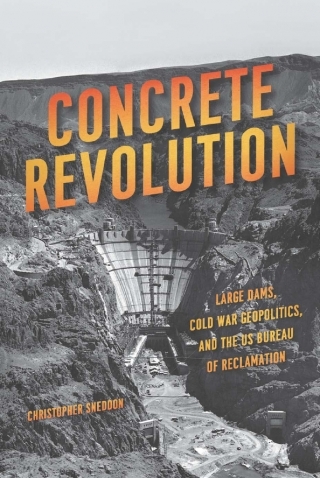 CONCRETE
REVOLUTION
LARGE DAMS,
COLD WAR GEOPOLITICS,
AND THE US BUREAU
OF RECLAMATION
CHRISTOPHER SNEDDON